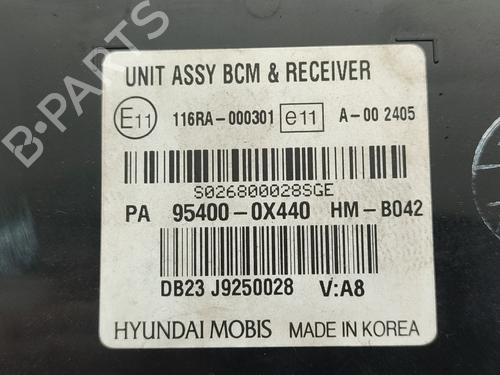 UNIT ASSY BCM & RECEIVER
E11 116RA-000301 e11 A-00 2405
S026800028SGE
PA 95400-0X440 HM-B042
DB23 J9250028 V:A8
HYUNDAI MOBIS MADE IN KOREA
B-PARTS